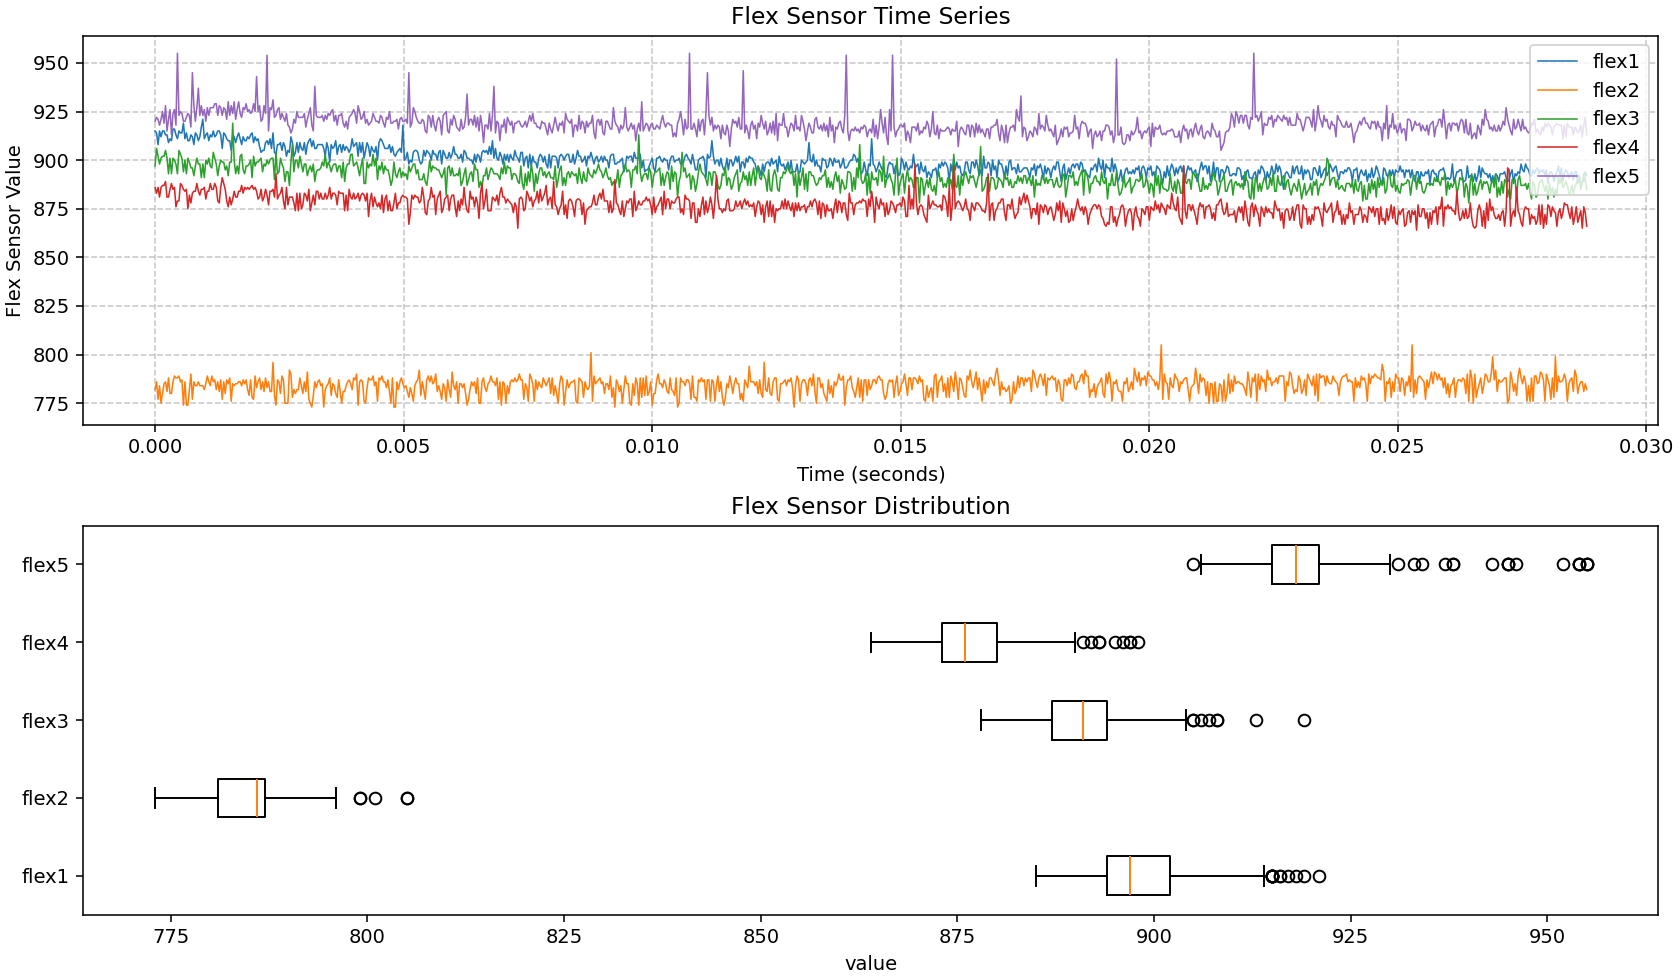 Flex Sensor Time Series
Flex Sensor Value
950
925
900
875
850
825
800
775
flex1
flex2
flex3
flex4
flex5
0.000 0.005 0.010 0.015 0.020 0.025 0.030
Time (seconds)
Flex Sensor Distribution
flex5
flex4
flex3
flex2
flex1
775 800 825 850 875 900 925 950
value